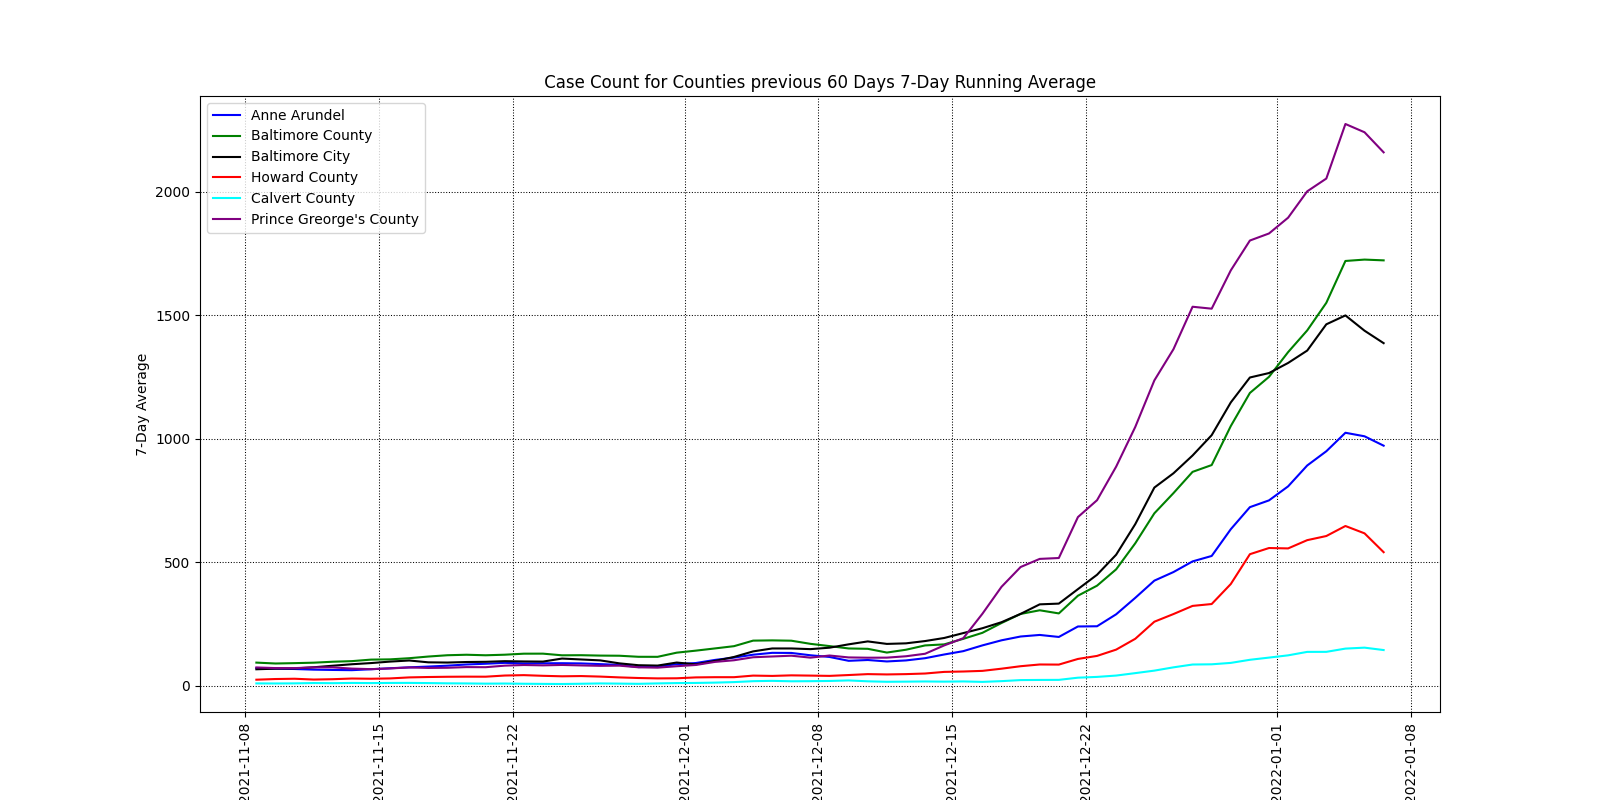 Case Count for Counties previous 60 Days 7-Day Running Average
Anne Arundel
Baltimore County
Baltimore City
Howard County
Calvert County
Prince Greorge's County
7-Day Average
2000
1500
1000
500
0
2021-11-08
2021-11-15
2021-11-22
2021-12-01
2021-12-08
2021-12-15
2021-12-22
2022-01-01
2022-01-08